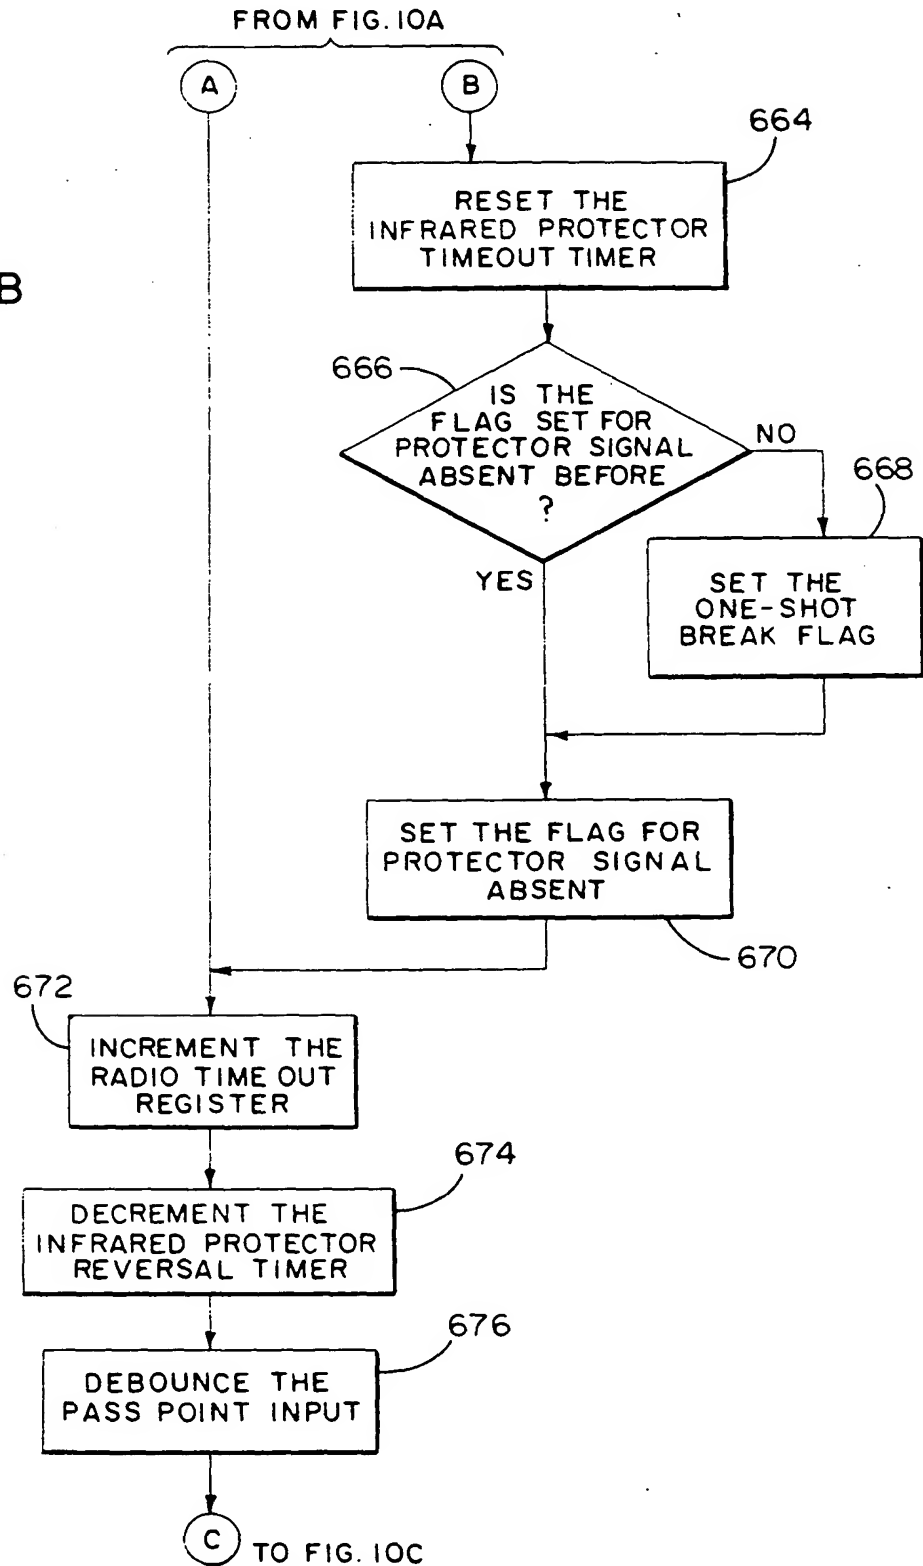 FROM FIG. 10A
A
B
664
RESET THE
INFRARED PROTECTOR
TIMEOUT TIMER
B
666
IS THE
FLAG SET FOR
PROTECTOR SIGNAL
ABSENT BEFORE
?
NO
668
YES
SET THE
ONE-SHOT
BREAK FLAG
SET THE FLAG FOR
PROTECTOR SIGNAL
ABSENT
670
672
INCREMENT THE
RADIO TIME OUT
REGISTER
674
DECREMENT THE
INFRARED PROTECTOR
REVERSAL TIMER
676
DEBOUNCE THE
PASS POINT INPUT
C
TO FIG. 10C